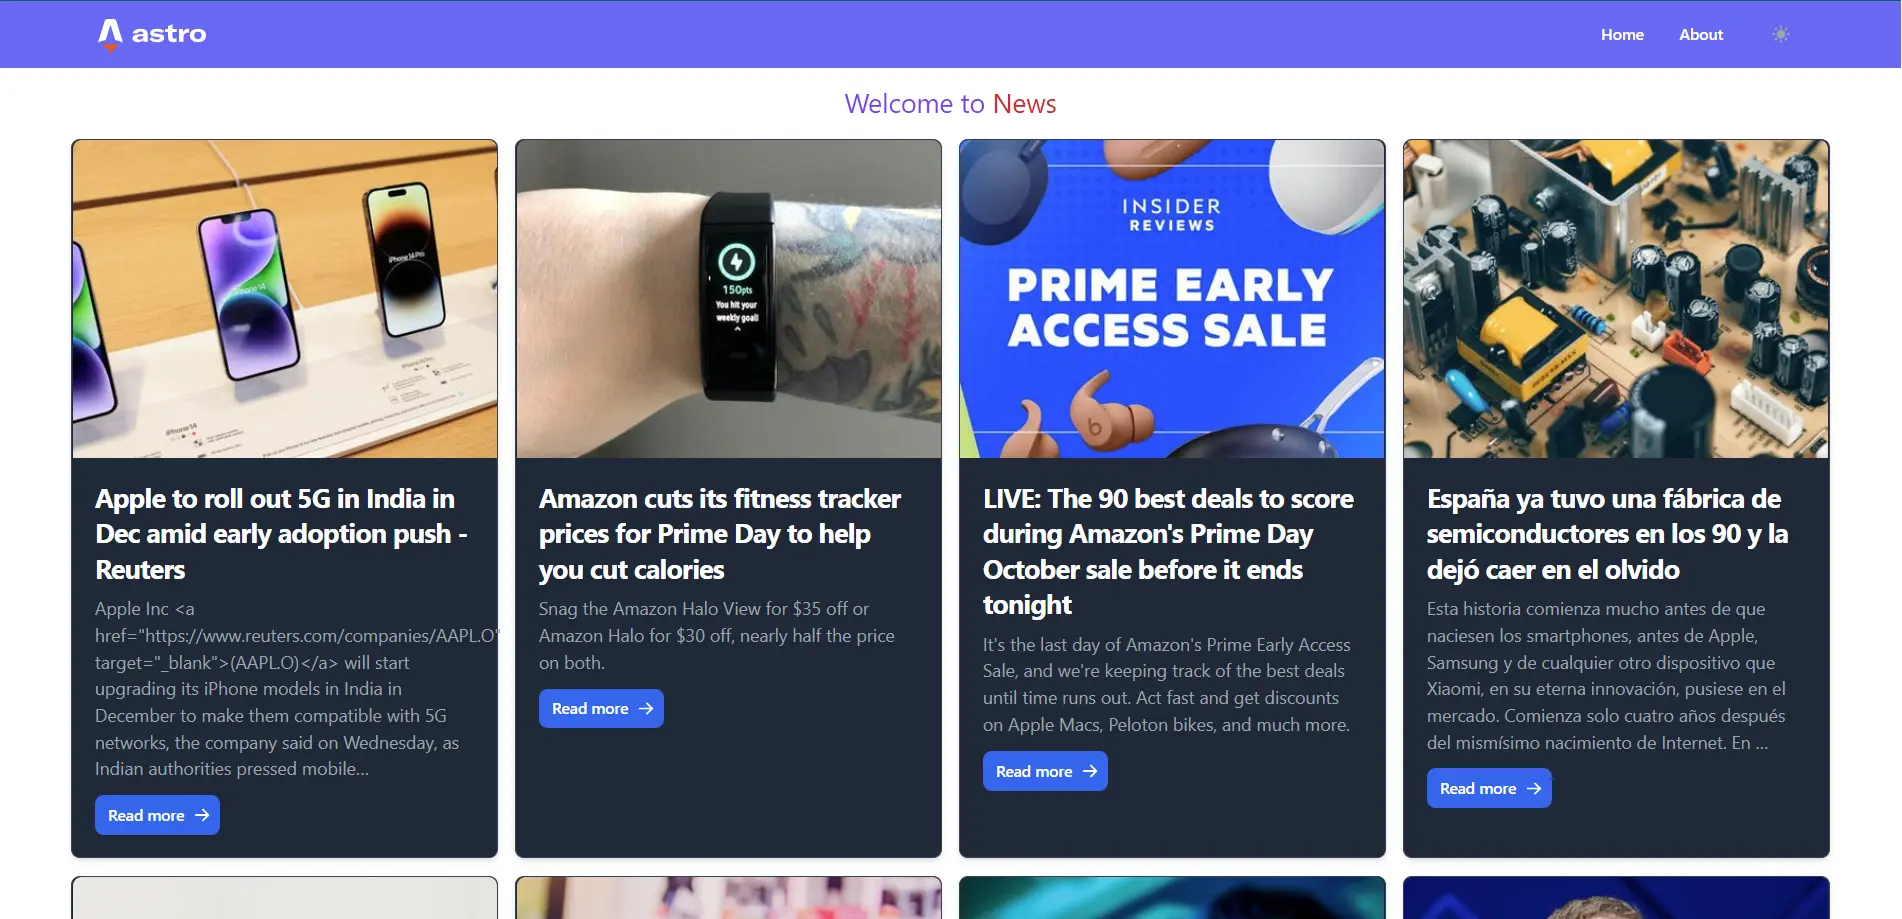 astro
Home
About
Welcome to News
iPhone 14
iPhone 14 Pro
iPhone 14
150pts
You hit your
weekly goal!
INSIDER
REVIEWS
PRIME EARLY
ACCESS SALE
b
Apple to roll out 5G in India in
Dec amid early adoption push -
Reuters
Apple Inc <a
href="https://www.reuters.com/companies/AAPL.O"
target="_blank">(AAPL.O)</a> will start
upgrading its iPhone models in India in
December to make them compatible with 5G
networks, the company said on Wednesday, as
Indian authorities pressed mobile...
Read more →
Amazon cuts its fitness tracker
prices for Prime Day to help
you cut calories
Snag the Amazon Halo View for $35 off or
Amazon Halo for $30 off, nearly half the price
on both.
Read more →
LIVE: The 90 best deals to score
during Amazon's Prime Day
October sale before it ends
tonight
It's the last day of Amazon's Prime Early Access
Sale, and we're keeping track of the best deals
until time runs out. Act fast and get discounts
on Apple Macs, Peloton bikes, and much more.
Read more →
España ya tuvo una fábrica de
semiconductores en los 90 y la
dejó caer en el olvido
Esta historia comienza mucho antes de que
naciesen los smartphones, antes de Apple,
Samsung y de cualquier otro dispositivo que
Xiaomi, en su eterna innovación, pusiese en el
mercado. Comienza solo cuatro años después
del mismísimo nacimiento de Internet. En ...
Read more →